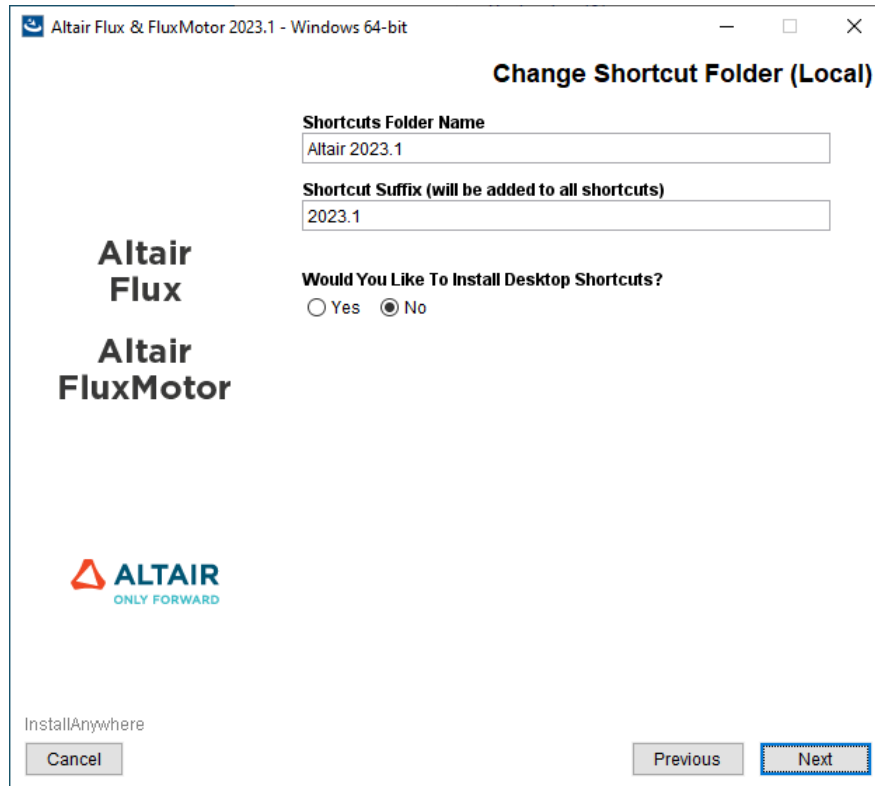 Altair Flux & FluxMotor 2023.1 - Windows 64-bit
Change Shortcut Folder (Local)
Shortcuts Folder Name
Altair 2023.1
Shortcut Suffix (will be added to all shortcuts)
2023.1
Altair
Flux
Would You Like To Install Desktop Shortcuts?
Yes No
Altair
FluxMotor
ALTAIR
ONLY FORWARD
InstallAnywhere
Cancel Previous Next